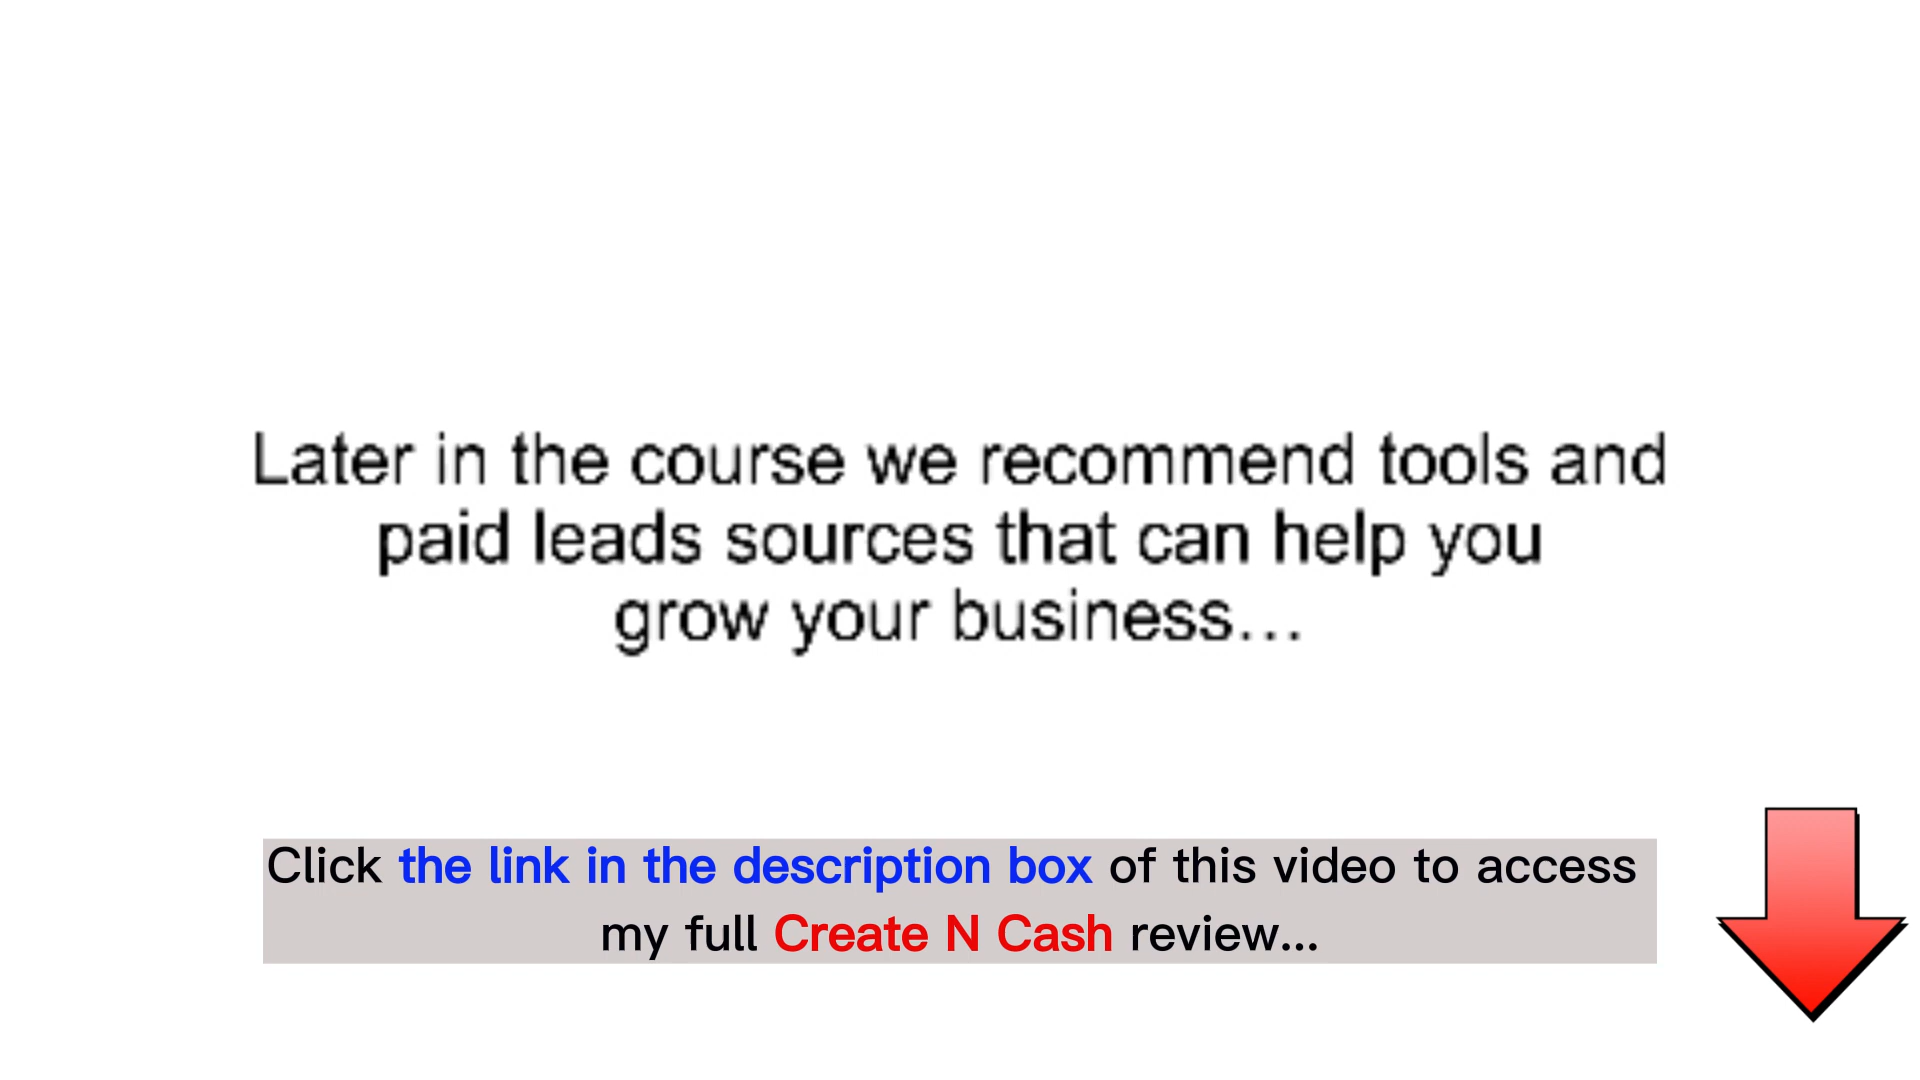 Later in the course we recommend tools and
paid leads sources that can help you
grow your business...
Click the link in the description box of this video to access
my full Create N Cash review...